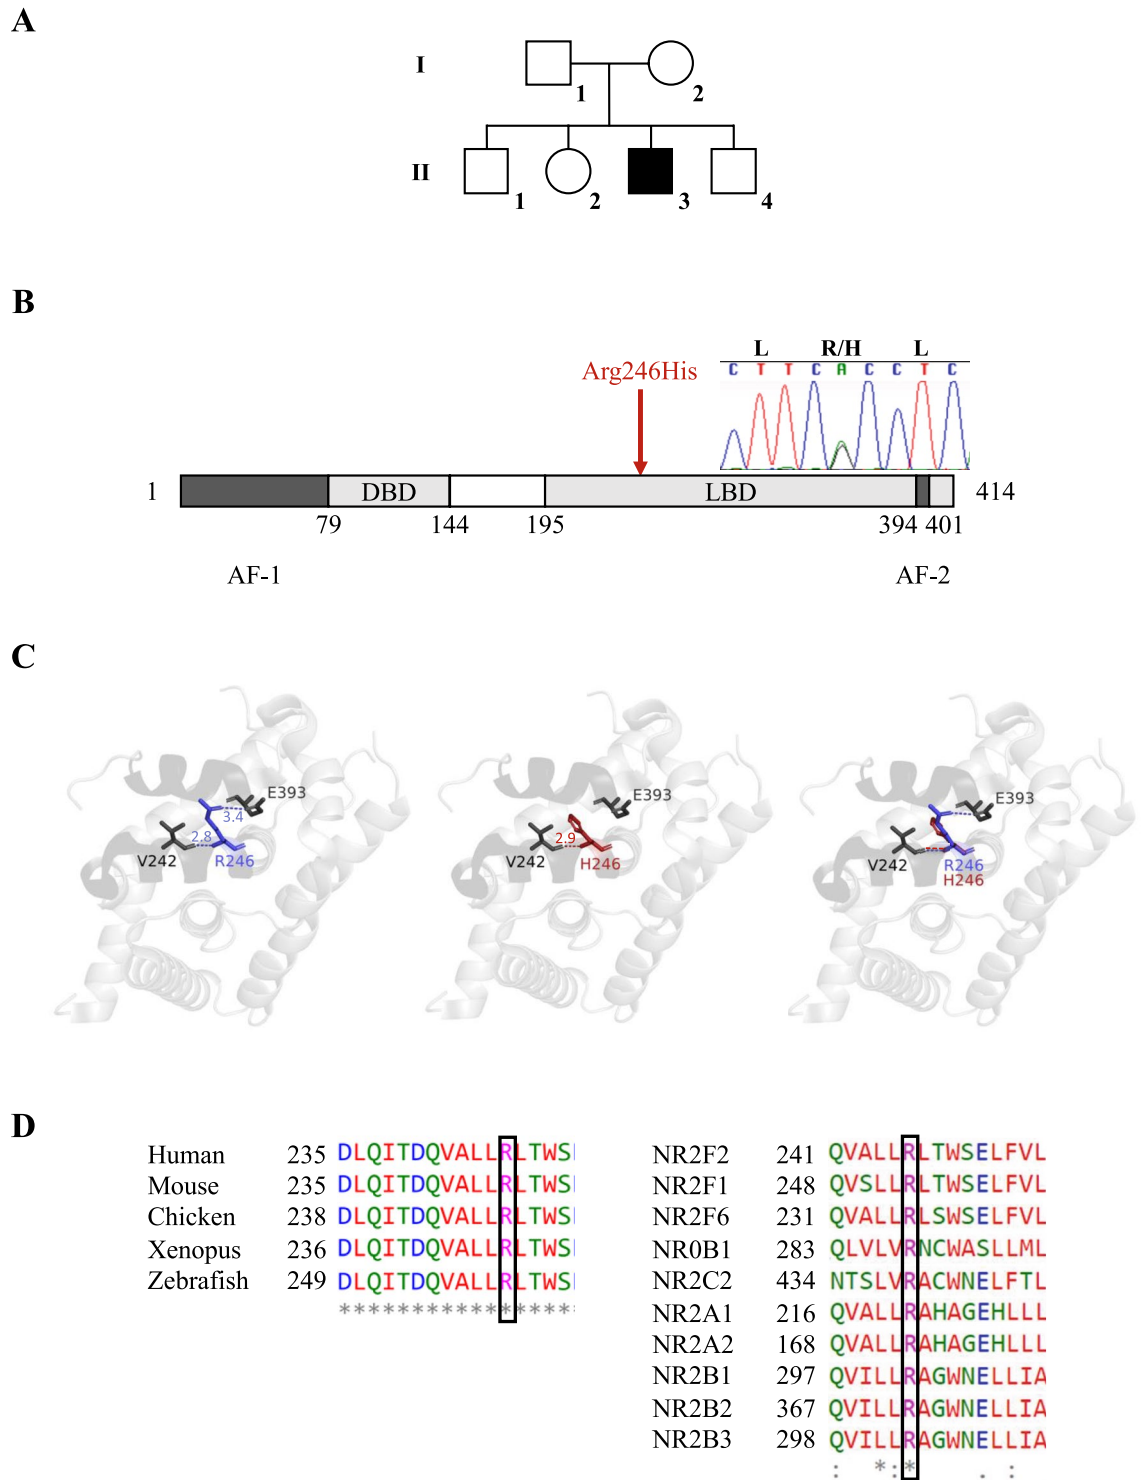 A
I
1
2
II
1
2
3
4
B
Arg246His
L R/H L
C T T C A C C T C
1
DBD
LBD
414
79
144
195
394
401
AF-1
AF-2
C
E393
3.4
2.8
V242
R246
E393
2.9
V242
H246
E393
V242
R246
H246
D
Human 235 DLQITDQVALLRLTWS
Mouse 235 DLQITDQVALLRLTWS
Chicken 238 DLQITDQVALLRLTWS
Xenopus 236 DLQITDQVALLRLTWS
Zebrafish 249 DLQITDQVALLRLTWS
****************
NR2F2 241 QVALLRLTWSELFVL
NR2F1 248 QVSLLRLTWSELFVL
NR2F6 231 QVALLRLSWSELFVL
NR0B1 283 QLVLVRNCWASLLML
NR2C2 434 NTSLVRACWNELFTL
NR2A1 216 QVALLRAHAGEHLLL
NR2A2 168 QVALLRAHAGEHLLL
NR2B1 297 QVILLRAGWNELLIA
NR2B2 367 QVILLRAGWNELLIA
NR2B3 298 QVILLRAGWNELLIA
: *:* . :